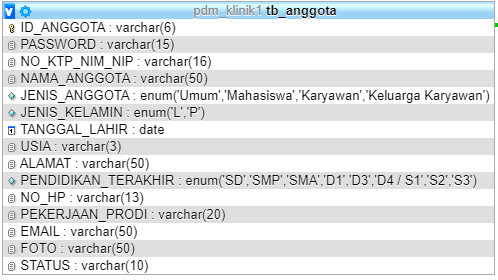 pdm_klinik1 tb_anggota
ID_ANGGOTA : varchar(6)
PASSWORD : varchar(15)
NO_KTP_NIM_NIP : varchar(16)
NAMA_ANGGOTA : varchar(50)
JENIS_ANGGOTA : enum('Umum','Mahasiswa','Karyawan','Keluarga Karyawan')
JENIS_KELAMIN : enum('L','P')
TANGGAL_LAHIR : date
USIA : varchar(3)
ALAMAT : varchar(50)
PENDIDIKAN_TERAKHIR : enum('SD','SMP','SMA','D1','D3','D4 / S1','S2','S3')
NO_HP : varchar(13)
PEKERJAAN_PRODI : varchar(20)
EMAIL : varchar(50)
FOTO : varchar(50)
STATUS : varchar(10)